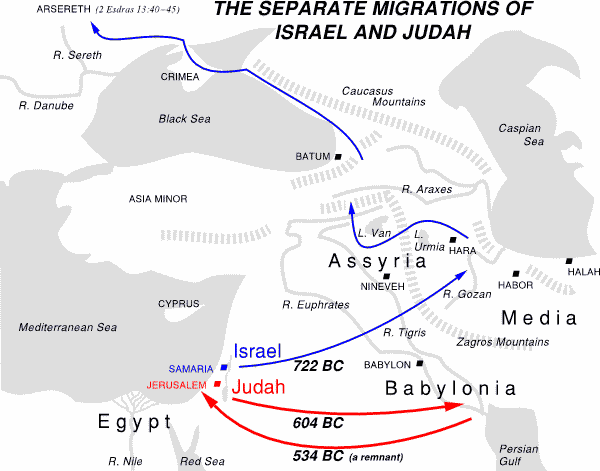 THE SEPARATE MIGRATIONS OF
ISRAEL AND JUDAH
ARSERETH (2 Esdras 13:40-45)
R. Sereth
CRIMEA
R. Danube
Black Sea
Caucasus
Mountains
Caspian
Sea
BATUM
R. Araxes
ASIA MINOR
L. Van
L.
Urmia
HARA
Assyria
HALAH
NINEVEH
HABOR
R. Gozan
CYPRUS
R. Euphrates
Media
Mediterranean Sea
R. Tigris
Zagros Mountains
Israel
SAMARIA
722 BC
BABYLON
JERUSALEM
Judah
Babylonia
Egypt
604 BC
534 BC (a remnant)
R. Nile
Red Sea
Persian
Gulf